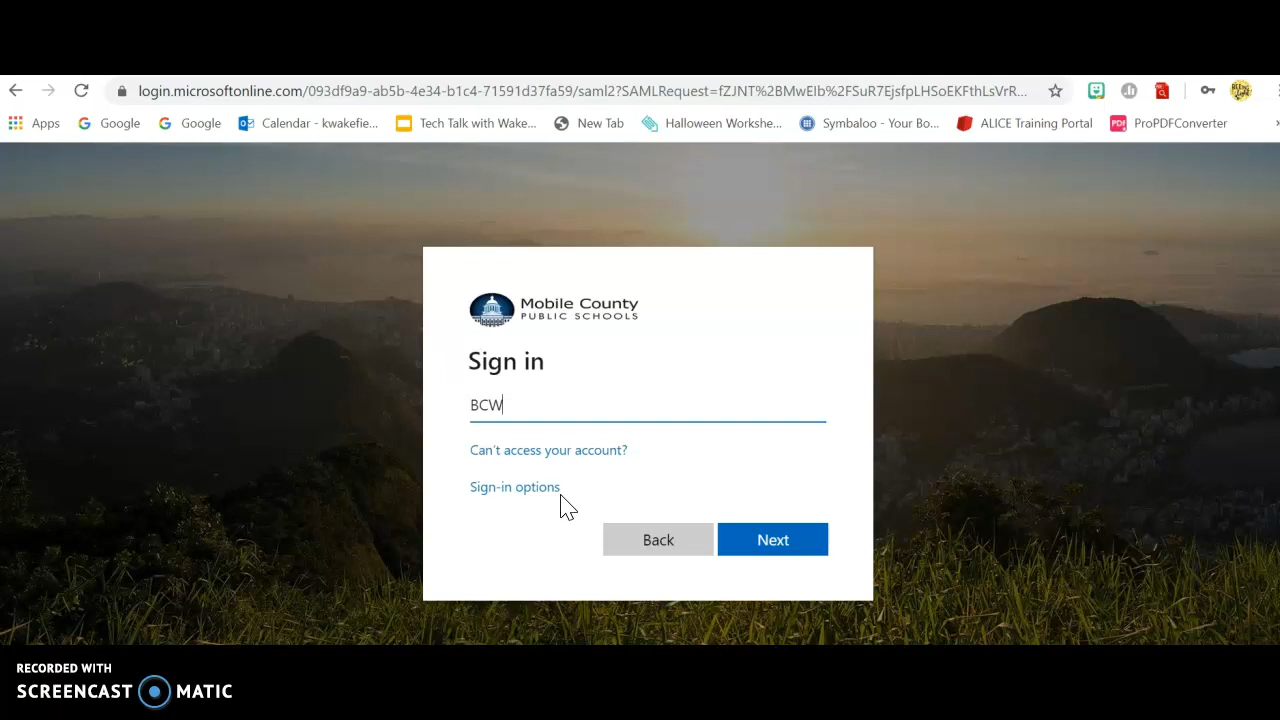 login.microsoftonline.com/093df9a9-ab5b-4e34-b1c4-71591d37fa59/saml2?SAMLRequest=fZJNT%2BMwEIb%2FSuR7EjsfpLHSoEKFthLsVrR...
Apps Google Google Calendar - kwakefie... Tech Talk with Wake... New Tab Halloween Workshe... Symbaloo - Your Bo... ALICE Training Portal PDF ProPDFConverter
Mobile County
PUBLIC SCHOOLS
Sign in
BCW
Can't access your account?
Sign-in options
Back Next
RECORDED WITH
SCREENCAST MATIC